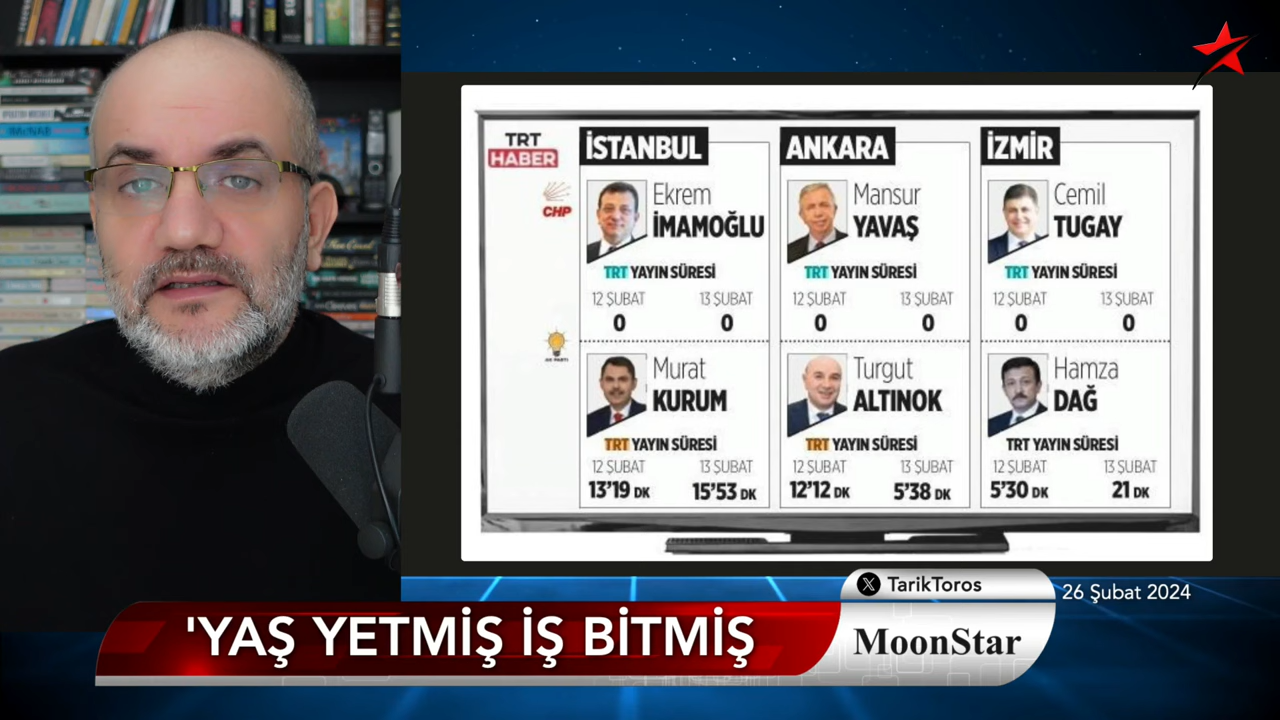 TRT
HABER
İSTANBUL
ANKARA
İZMİR
CHP
Ekrem
İMAMOĞLU
Mansur
YAVAŞ
Cemil
TUGAY
TRT YAYIN SÜRESİ
TRT YAYIN SÜRESİ
TRT YAYIN SÜRESİ
12 ŞUBAT 13 ŞUBAT
0 0
12 ŞUBAT 13 ŞUBAT
0 0
12 ŞUBAT 13 ŞUBAT
0 0
AK PARTİ
Murat
KURUM
Turgut
ALTINOK
Hamza
DAĞ
TRT YAYIN SÜRESİ
TRT YAYIN SÜRESİ
TRT YAYIN SÜRESİ
12 ŞUBAT 13 ŞUBAT
13'19 DK 15'53 DK
12 ŞUBAT 13 ŞUBAT
12'12 DK 5'38 DK
12 ŞUBAT 13 ŞUBAT
5'30 DK 21 DK
TarikToros
26 Şubat 2024
'YAŞ YETMİŞ İŞ BİTMİŞ
MoonStar